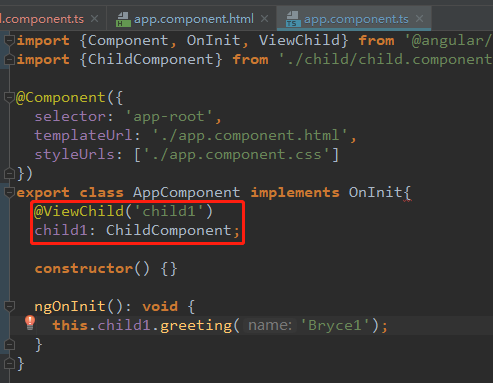 l.component.ts × app.component.html × app.component.ts ×
import {Component, OnInit, ViewChild} from '@angular/
import {ChildComponent} from './child/child.component
@Component({
selector: 'app-root',
templateUrl: './app.component.html',
styleUrls: ['./app.component.css']
})
export class AppComponent implements OnInit{
@ViewChild('child1')
child1: ChildComponent;
constructor() {}
ngOnInit(): void {
this.child1.greeting( name: 'Bryce1');
}
}